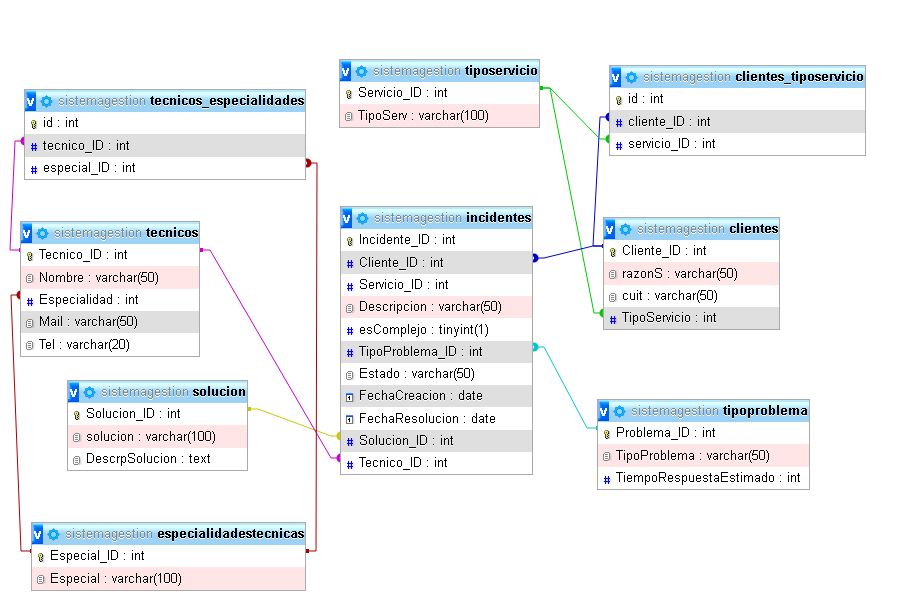 sistemagestion tecnicos_especialidades
id : int
tecnico_ID : int
especial_ID : int
sistemagestion tiposervicio
Servicio_ID : int
TipoServ : varchar(100)
sistemagestion clientes_tiposervicio
id : int
cliente_ID : int
servicio_ID : int
sistemagestion tecnicos
Tecnico_ID : int
Nombre : varchar(50)
Especialidad : int
Mail : varchar(50)
Tel : varchar(20)
sistemagestion incidentes
Incidente_ID : int
Cliente_ID : int
Servicio_ID : int
Descripcion : varchar(50)
esComplejo : tinyint(1)
TipoProblema_ID : int
Estado : varchar(50)
FechaCreacion : date
FechaResolucion : date
Solucion_ID : int
Tecnico_ID : int
sistemagestion clientes
Cliente_ID : int
razonS : varchar(50)
cuit : varchar(50)
TipoServicio : int
sistemagestion solucion
Solucion_ID : int
solucion : varchar(100)
DescrpSolucion : text
sistemagestion tipoproblema
Problema_ID : int
TipoProblema : varchar(50)
TiempoRespuestaEstimado : int
sistemagestion especialidadestecnicas
Especial_ID : int
Especial : varchar(100)